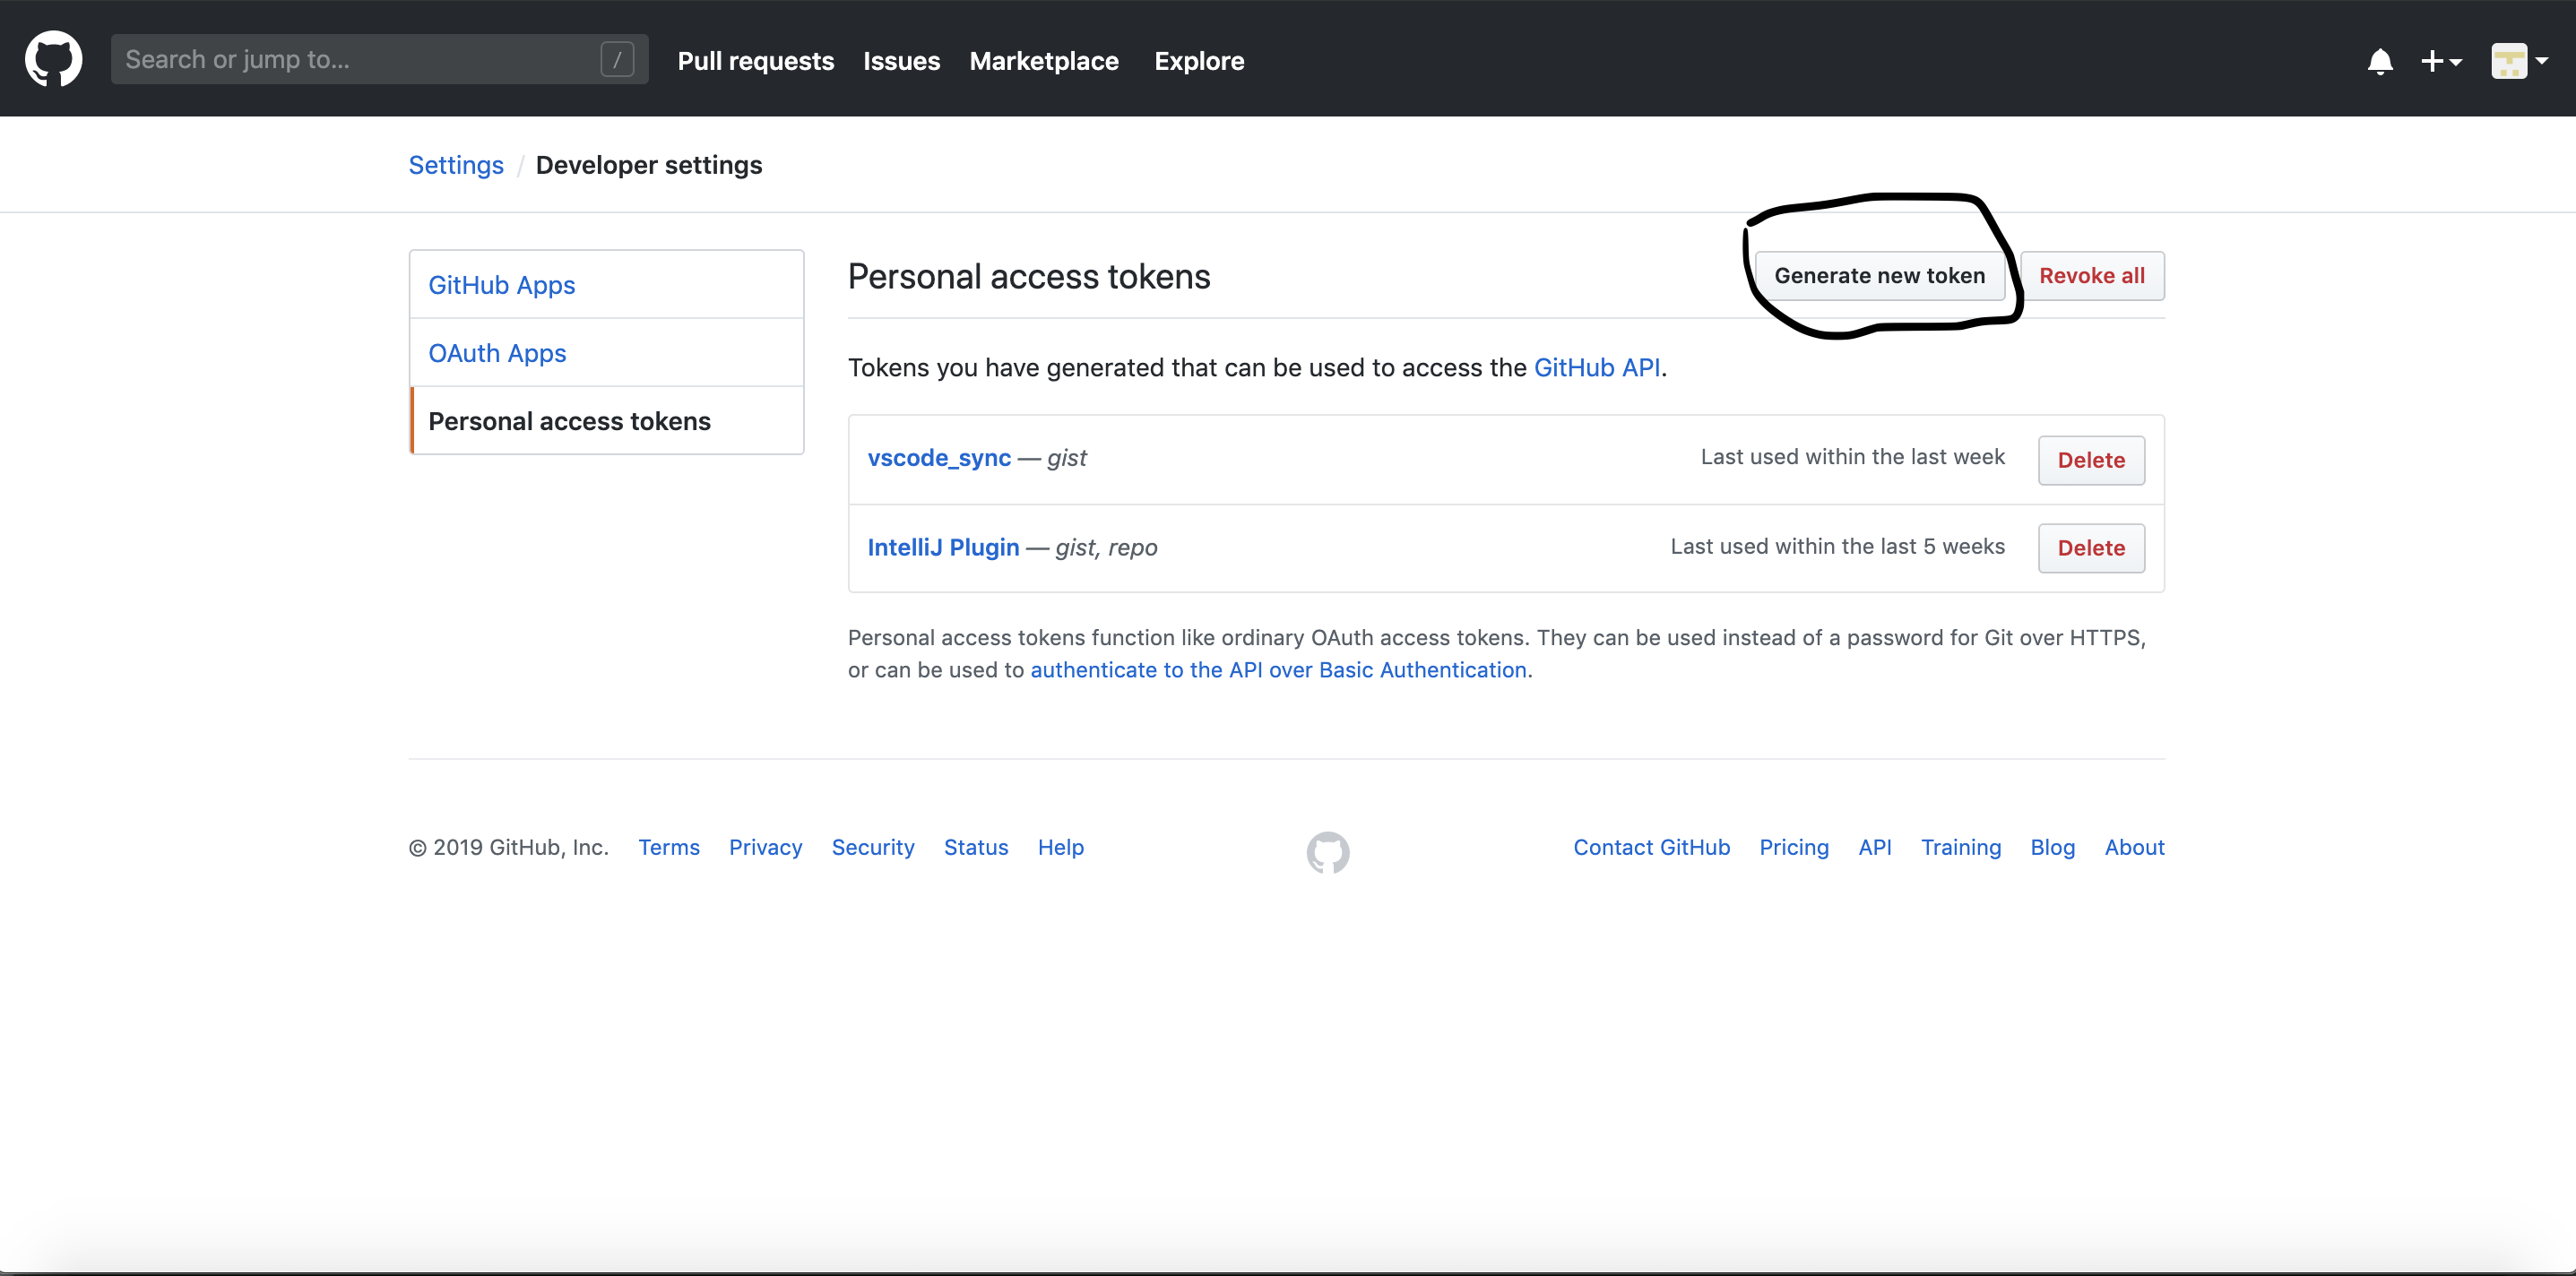 Search or jump to... /
Pull requests Issues Marketplace Explore
Settings / Developer settings
GitHub Apps
OAuth Apps
Personal access tokens
Personal access tokens
Generate new token
Revoke all
Tokens you have generated that can be used to access the GitHub API.
vscode_sync — gist
Last used within the last week
Delete
IntelliJ Plugin — gist, repo
Last used within the last 5 weeks
Delete
Personal access tokens function like ordinary OAuth access tokens. They can be used instead of a password for Git over HTTPS,
or can be used to authenticate to the API over Basic Authentication.
© 2019 GitHub, Inc. Terms Privacy Security Status Help
Contact GitHub Pricing API Training Blog About